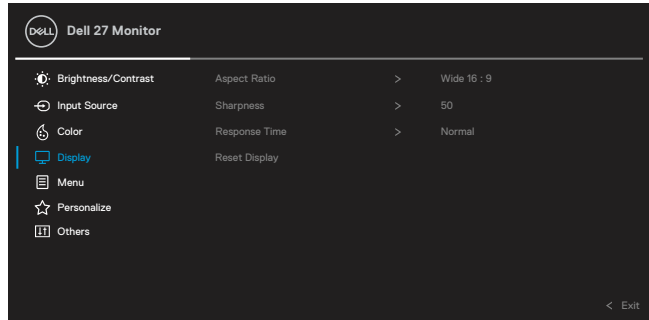 DELL Dell 27 Monitor
Brightness/Contrast Aspect Ratio > Wide 16 : 9
Input Source Sharpness > 50
Color Response Time > Normal
Display Reset Display
Menu
Personalize
Others
< Exit